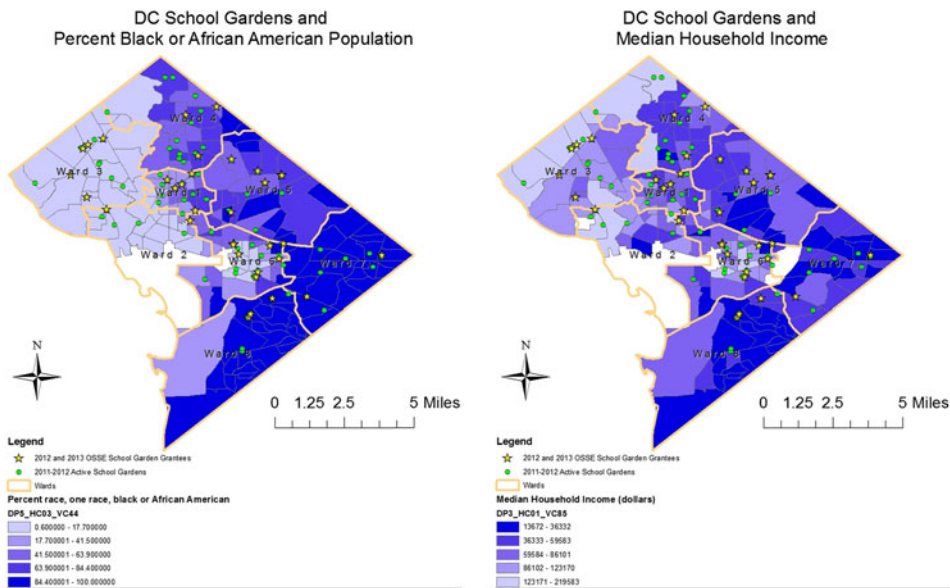 DC School Gardens and
Percent Black or African American Population
Ward 4
Ward 3
Ward 1
Ward 5
Ward 2
Ward 6
Ward 7
Ward 8
N
0 1.25 2.5 5 Miles
Legend
2012 and 2013 OSSE School Garden Grantees
2011-2012 Active School Gardens
Wards
Percent race, one race, black or African American
DP5_HC03_VC44
0.600000 - 17.700000
17.700001 - 41.500000
41.500001 - 63.900000
63.900001 - 84.400000
84.400001 - 100.000000
DC School Gardens and
Median Household Income
Ward 4
Ward 3
Ward 1
Ward 5
Ward 2
Ward 6
Ward 7
Ward 8
N
0 1.25 2.5 5 Miles
Legend
2012 and 2013 OSSE School Garden Grantees
2011-2012 Active School Gardens
Wards
Median Household Income (dollars)
DP3_HC01_VC85
13672 - 36332
36333 - 59583
59584 - 86101
86102 - 123170
123171 - 219583